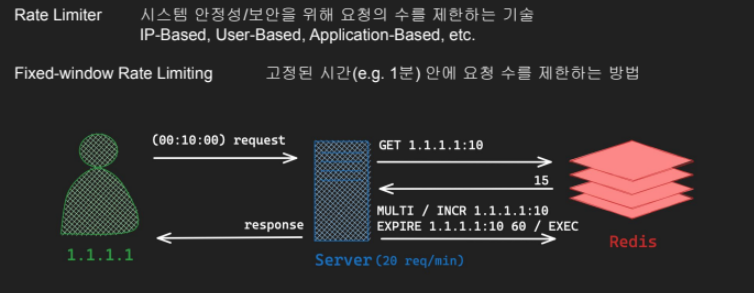 Rate Limiter 시스템 안정성/보안을 위해 요청의 수를 제한하는 기술
IP-Based, User-Based, Application-Based, etc.
Fixed-window Rate Limiting 고정된 시간(e.g. 1분) 안에 요청 수를 제한하는 방법
(00:10:00) request
GET 1.1.1.1:10
15
MULTI / INCR 1.1.1.1:10
EXPIRE 1.1.1.1:10 60 / EXEC
response
1.1.1.1
Server (20 req/min)
Redis